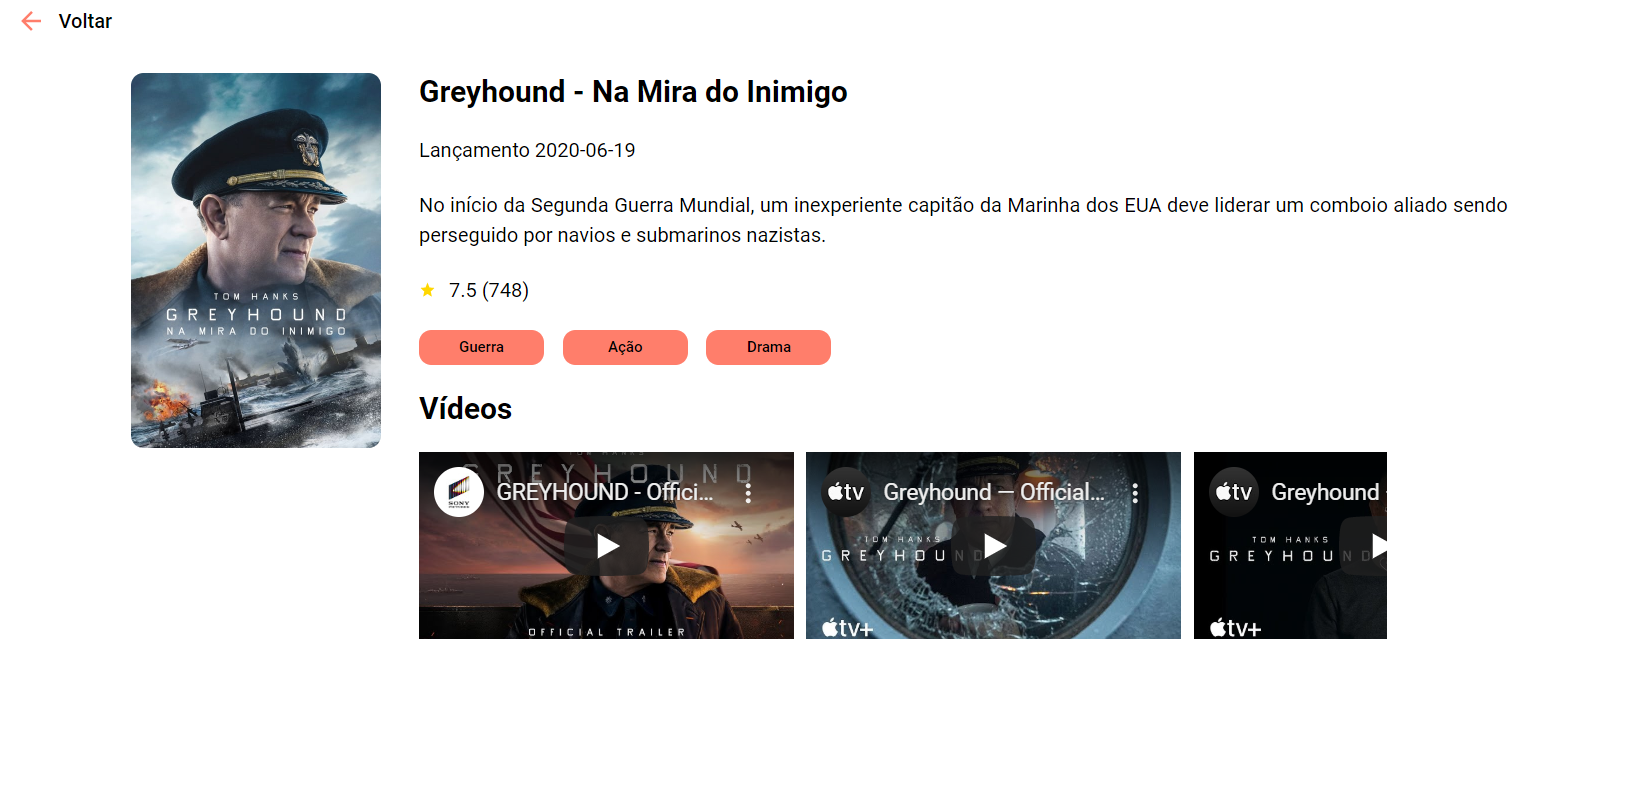 Voltar
TOM HANKS
GREYHOUND
NA MIRA DO INIMIGO
Greyhound - Na Mira do Inimigo
Lançamento 2020-06-19
No início da Segunda Guerra Mundial, um inexperiente capitão da Marinha dos EUA deve liderar um comboio aliado sendo
perseguido por navios e submarinos nazistas.
7.5 (748)
Guerra
Ação
Drama
Vídeos
TOM HANKS
GREYHOUND
SONY
PICTURES
GREYHOUND - Offici...
OFFICIAL TRAILER
tv
Greyhound — Official...
TOM HANKS
GREYHOUND
tv+
tv
Greyhound
TOM HANKS
GREYHOUND
tv+